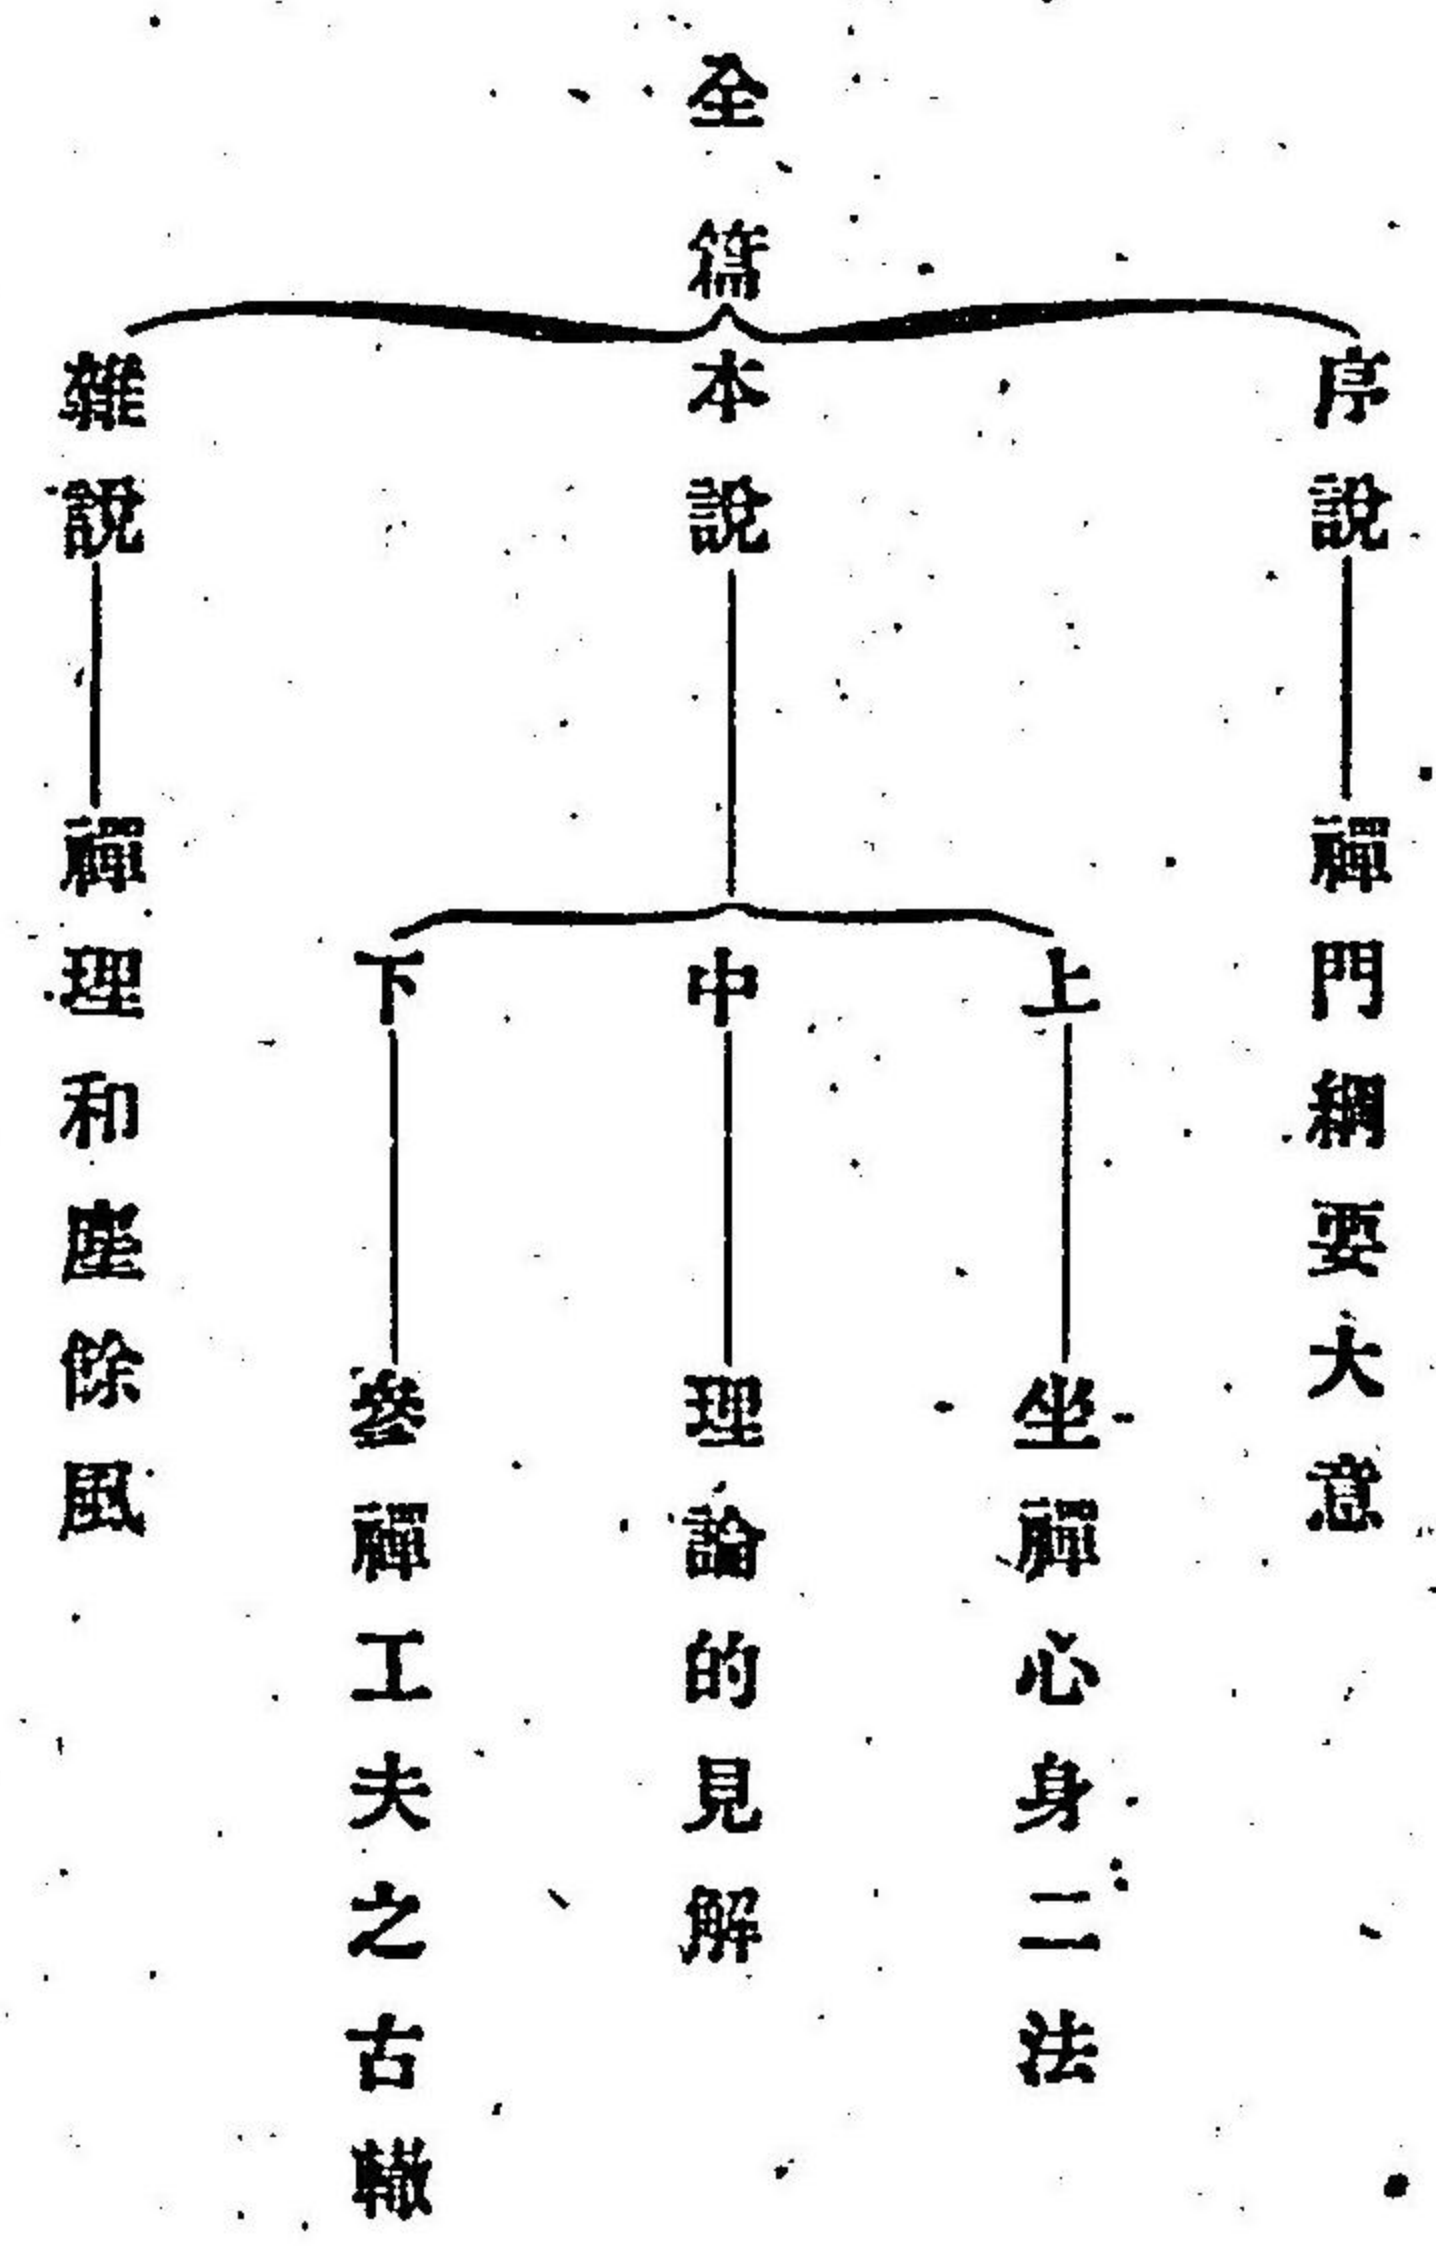 全篇
序說
禪門綱要大意
本說
上
坐禪心身二法
中
理論的見解
下
參禪工夫之古轍
雜說
禪理和座餘風